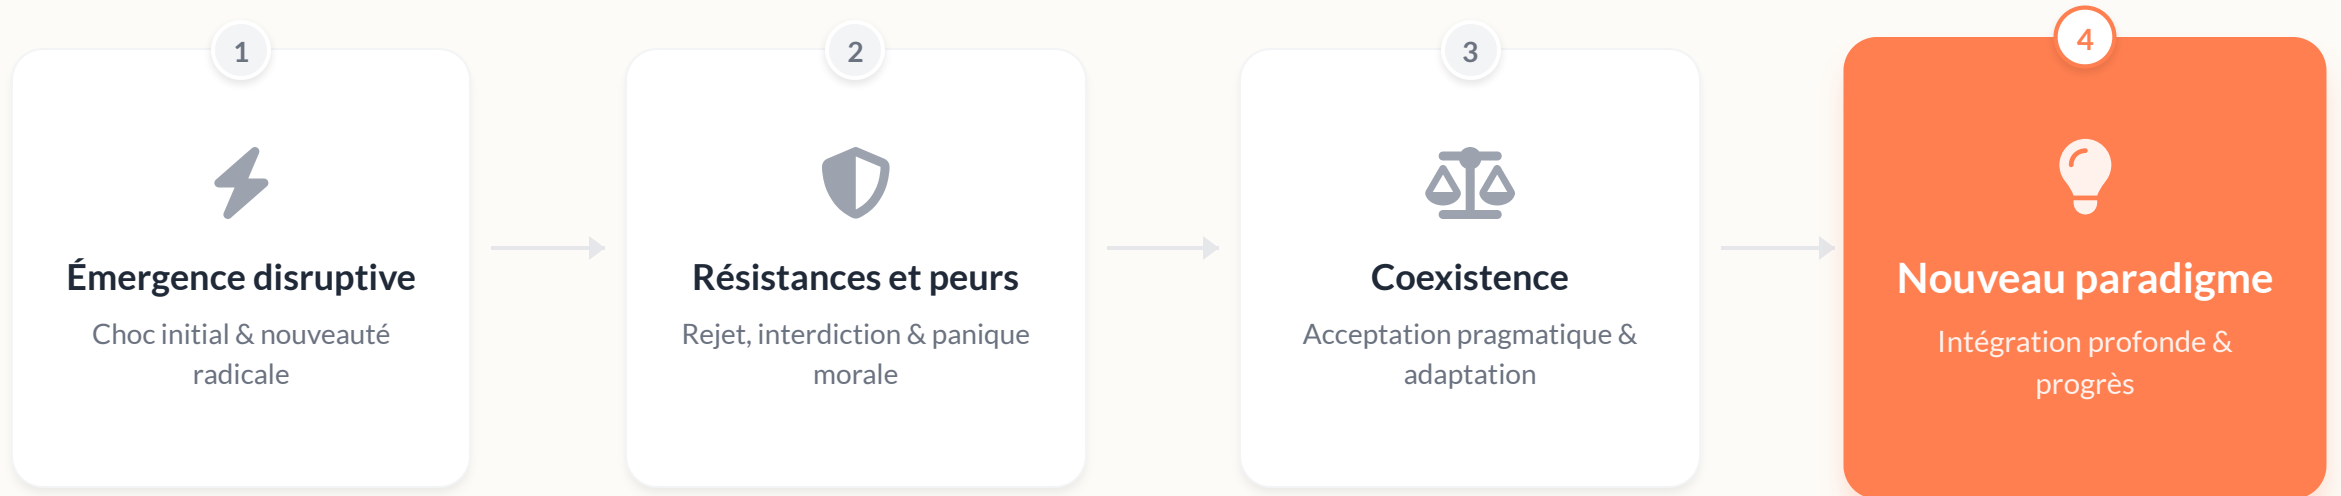 1
Émergence disruptive
Choc initial & nouveauté
radicale
2
Résistances et peurs
Rejet, interdiction & panique
morale
3
Coexistence
Acceptation pragmatique &
adaptation
4
Nouveau paradigme
Intégration profonde &
progrès